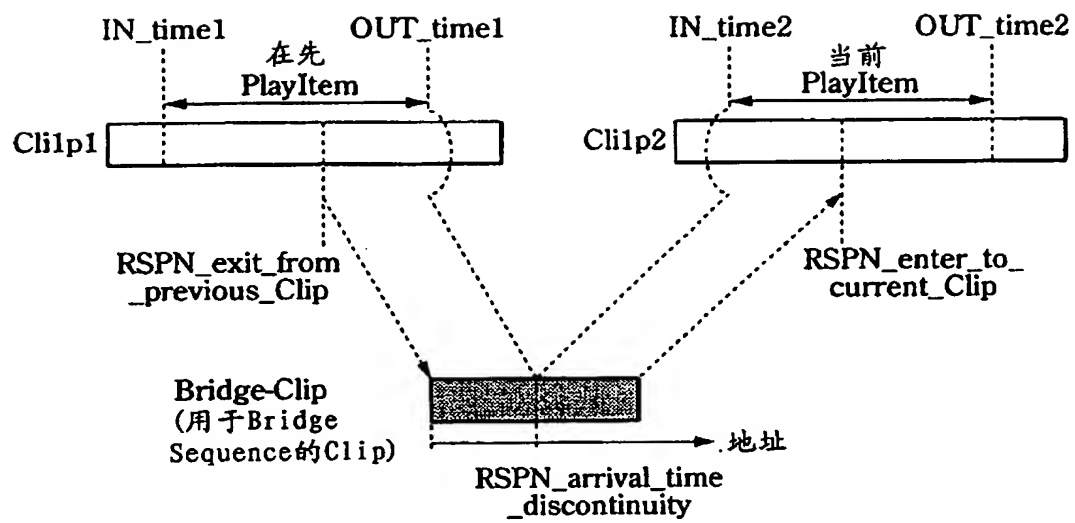 IN_time1
OUT_time1
IN_time2
OUT_time2
在先
PlayItem
当前
PlayItem
Cli1p1
Cli1p2
RSPN_exit_from
_previous_Clip
RSPN_enter_to_
current_Clip
Bridge-Clip
(用于Bridge
Sequence的Clip)
地址
RSPN_arrival_time
_discontinuity